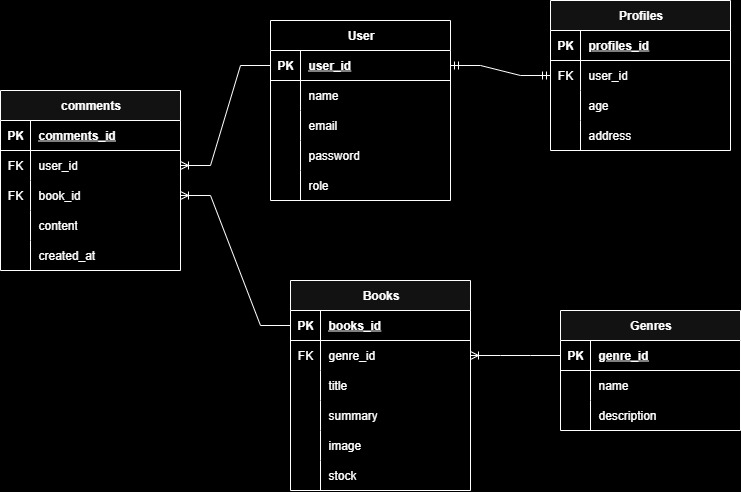 User
PK user_id
name
email
password
role
Profiles
PK profiles_id
FK user_id
age
address
comments
PK comments_id
FK user_id
FK book_id
content
created_at
Books
PK books_id
FK genre_id
title
summary
image
stock
Genres
PK genre_id
name
description